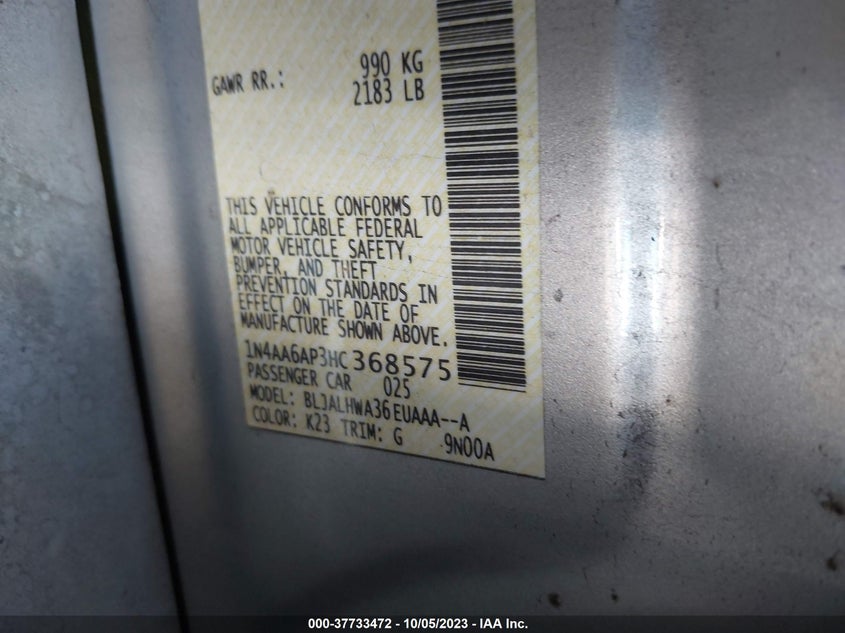 GAWR RR.: 990 KG
2183 LB
THIS VEHICLE CONFORMS TO
ALL APPLICABLE FEDERAL
MOTOR VEHICLE SAFETY,
BUMPER, AND THEFT
PREVENTION STANDARDS IN
EFFECT ON THE DATE OF
MANUFACTURE SHOWN ABOVE.
1N4AA6AP3HC368575
PASSENGER CAR 025
MODEL: BLJALHWA36EUAAA--A
COLOR: K23 TRIM: G 9N00A
000-37733472 - 10/05/2023 - IAA Inc.